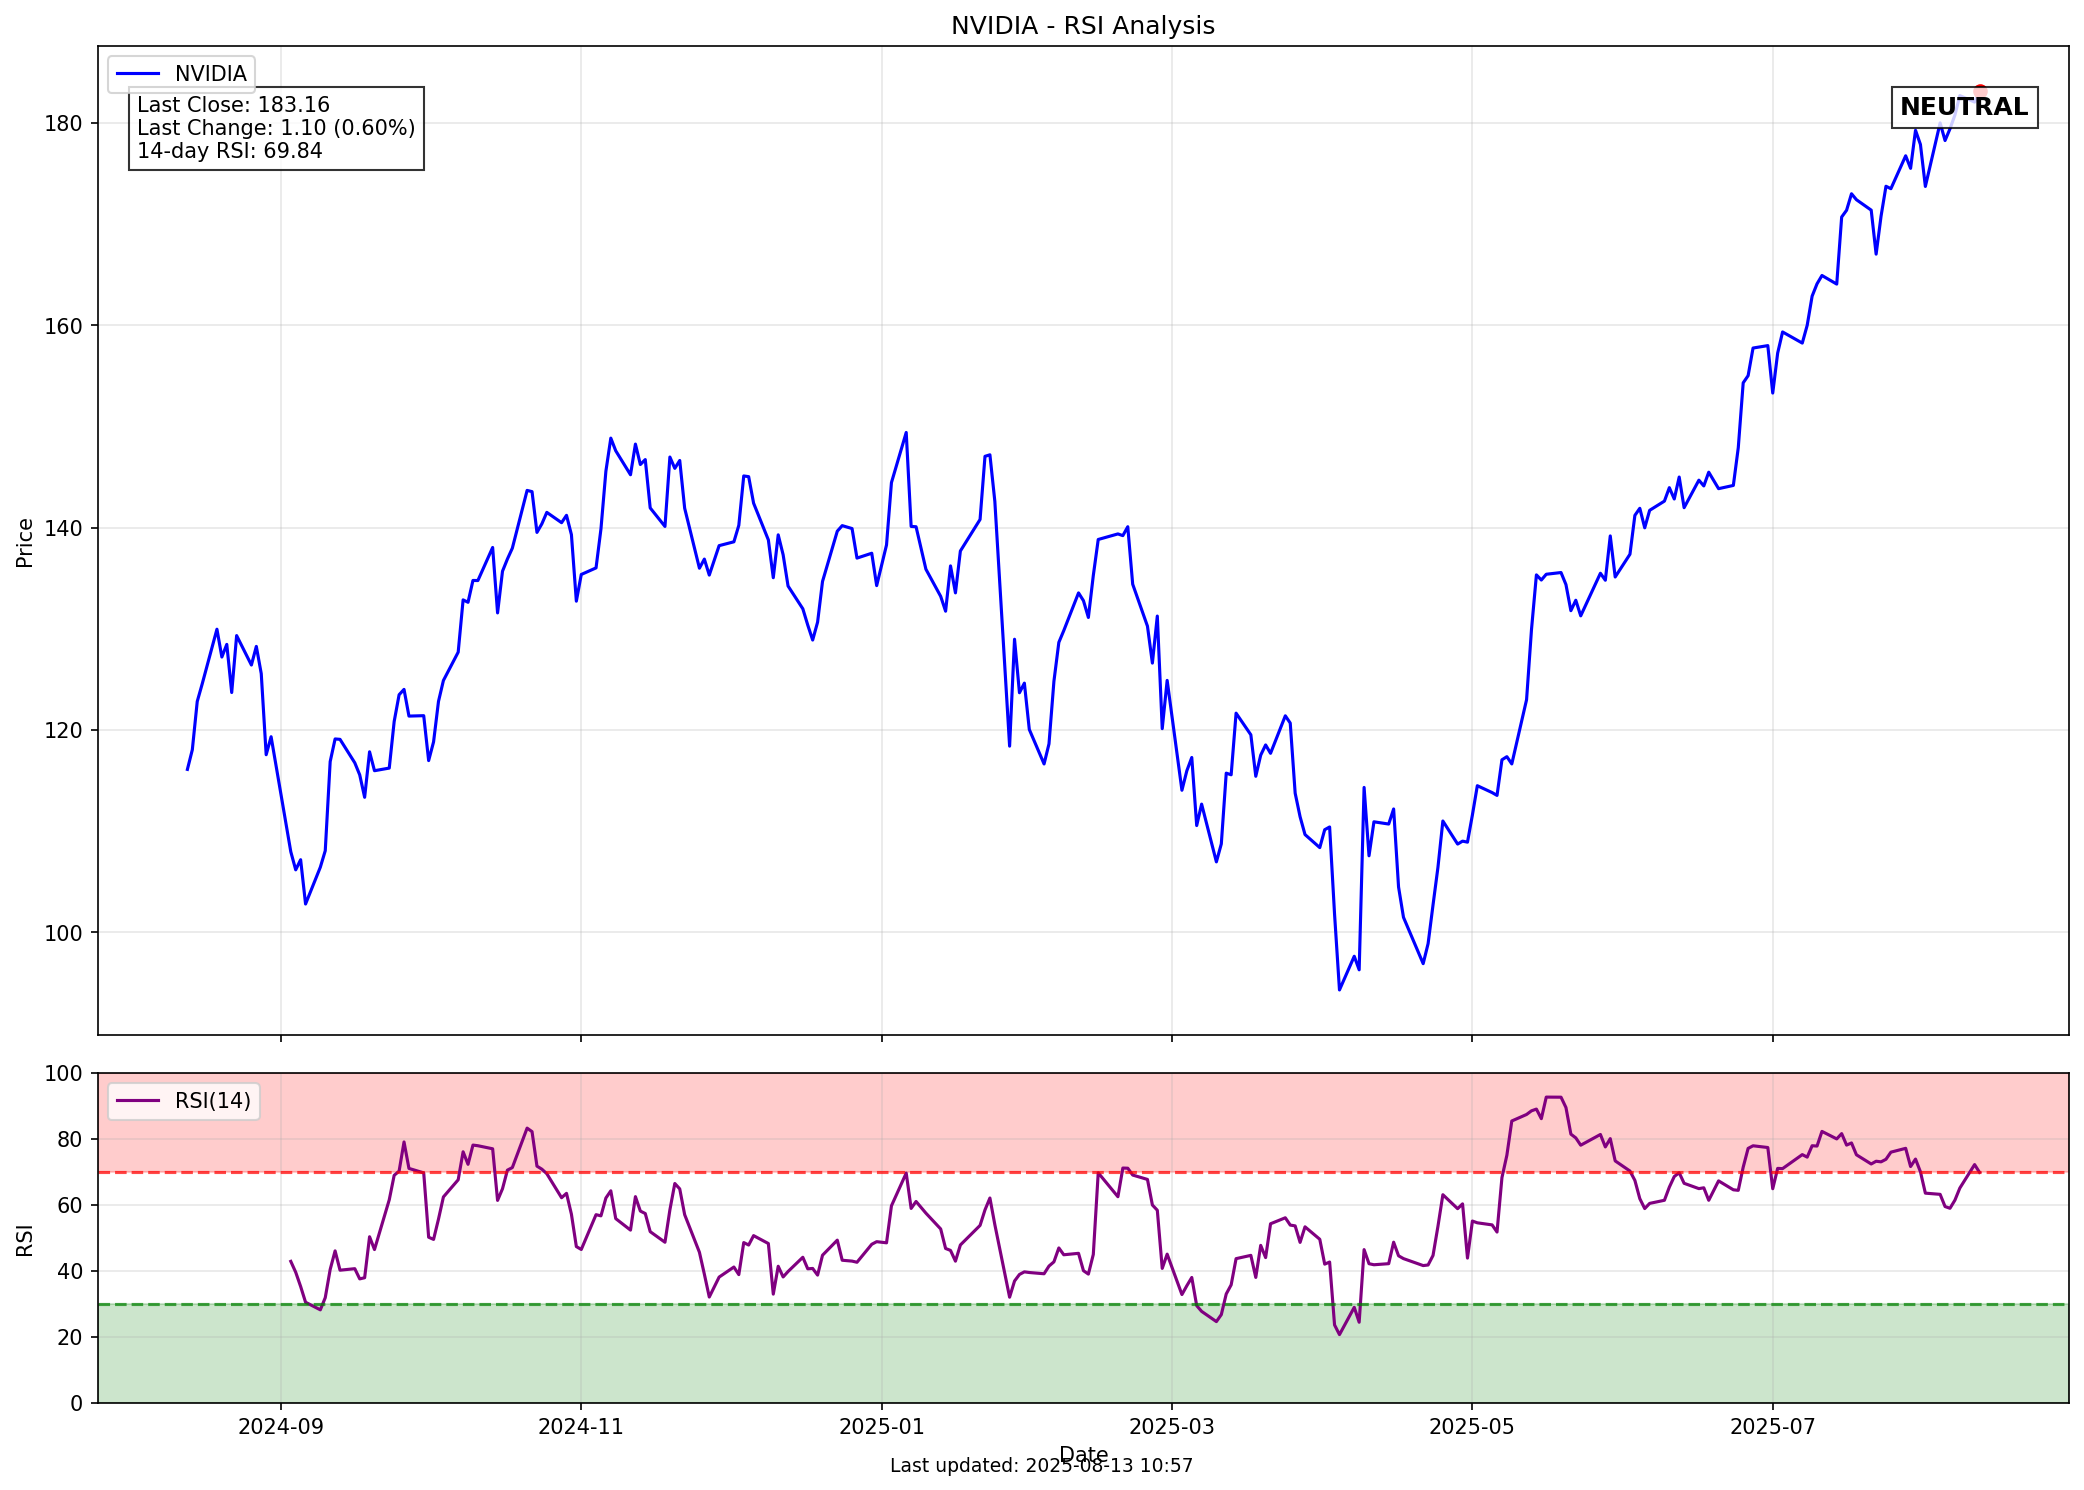 NVIDIA - RSI Analysis
NVIDIA
Last Close: 183.16
Last Change: 1.10 (0.60%)
14-day RSI: 69.84
NEUTRAL
180
160
140
120
100
Price
RSI(14)
100
80
60
40
20
0
RSI
2024-09 2024-11 2025-01 2025-03 2025-05 2025-07
Date
Last updated: 2025-08-13 10:57